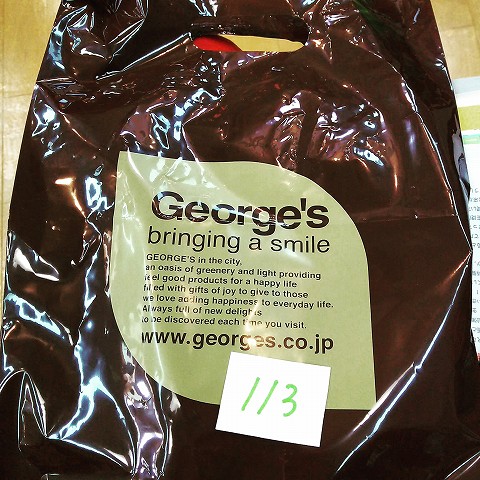 George's
bringing a smile
GEORGE'S in the city,
an oasis of greenery and light providing
feel good products for a happy life
filled with gifts of joy to give to those
we love adding happiness to everyday life.
Always full of new delights
to be discovered each time you visit.
www.georges.co.jp
113